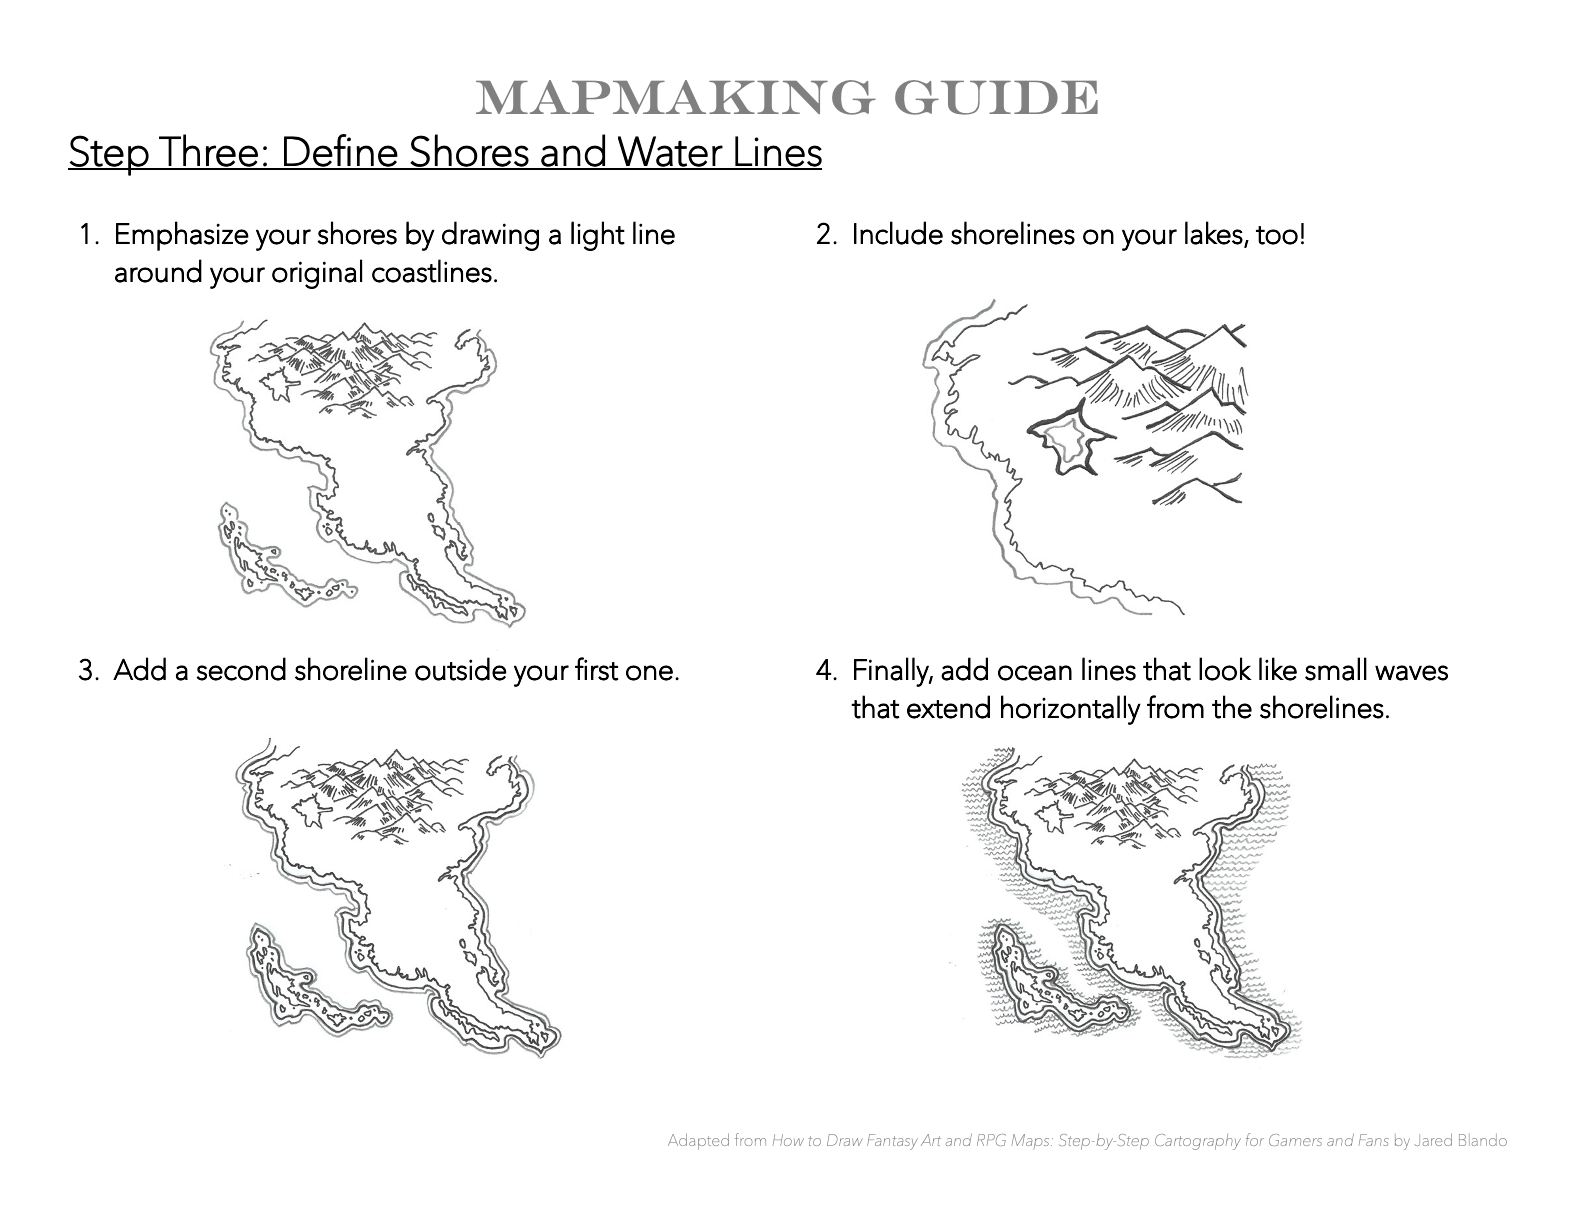 MAPMAKING GUIDE
Step Three: Define Shores and Water Lines
1. Emphasize your shores by drawing a light line
around your original coastlines.
2. Include shorelines on your lakes, too!
3. Add a second shoreline outside your first one.
4. Finally, add ocean lines that look like small waves
that extend horizontally from the shorelines.
Adapted from How to Draw Fantasy Art and RPG Maps: Step-by-Step Cartography for Gamers and Fans by Jared Blando